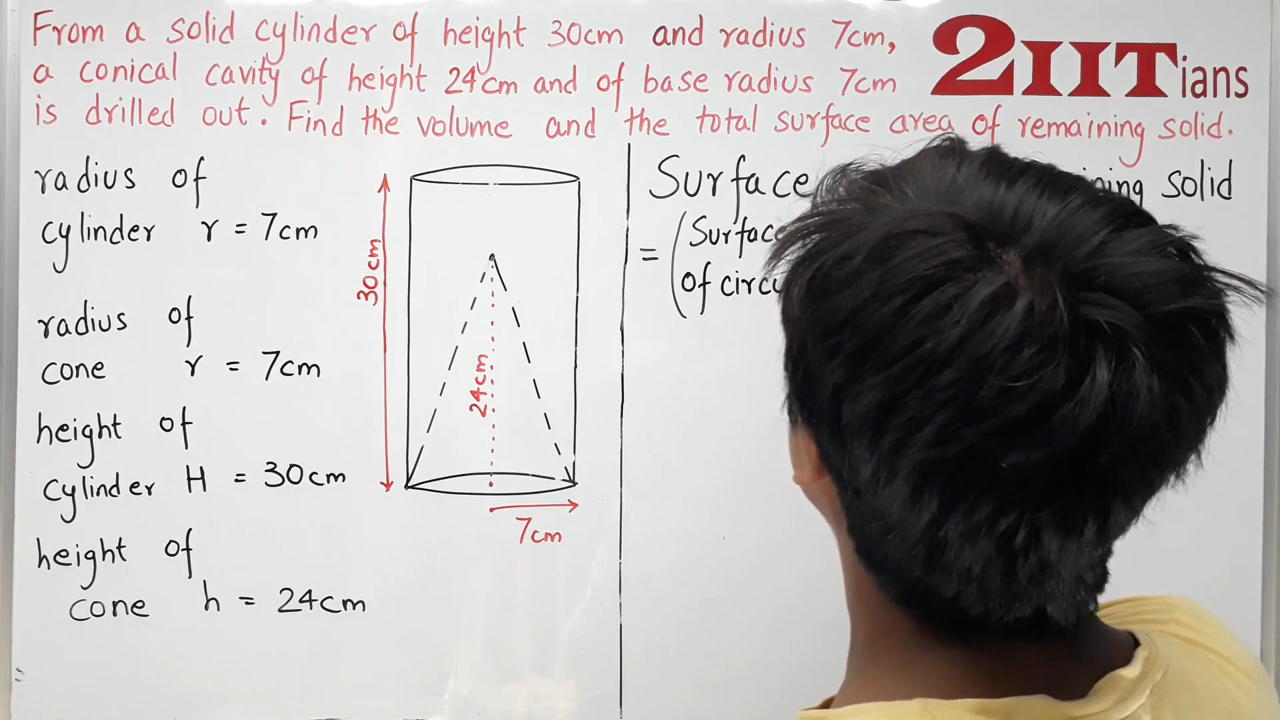 From a solid cylinder of height 30cm and radius 7cm,
a conical cavity of height 24cm and of base radius 7cm
is drilled out. Find the volume and the total surface area of remaining solid.
2IITians
radius of
cylinder r = 7cm
radius of
cone r = 7cm
height of
cylinder H = 30cm
height of
cone h = 24cm
30cm
24cm
7cm
Surface solid
= (
of